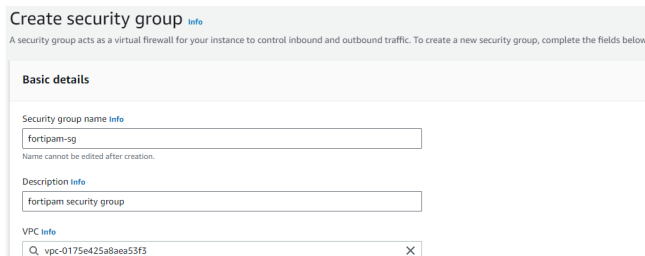 Create security group Info
A security group acts as a virtual firewall for your instance to control inbound and outbound traffic. To create a new security group, complete the fields below
Basic details
Security group name Info
fortipam-sg
Name cannot be edited after creation.
Description Info
fortipam security group
VPC Info
vpc-0175e425a8aea53f3